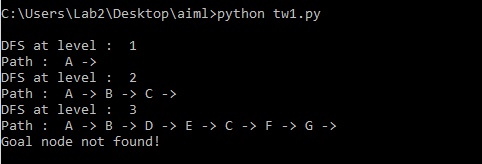 C:\Users\Lab2\Desktop\aiml>python tw1.py
DFS at level :  1
Path :  A ->
DFS at level :  2
Path :  A -> B -> C ->
DFS at level :  3
Path :  A -> B -> D -> E -> C -> F -> G ->
Goal node not found!